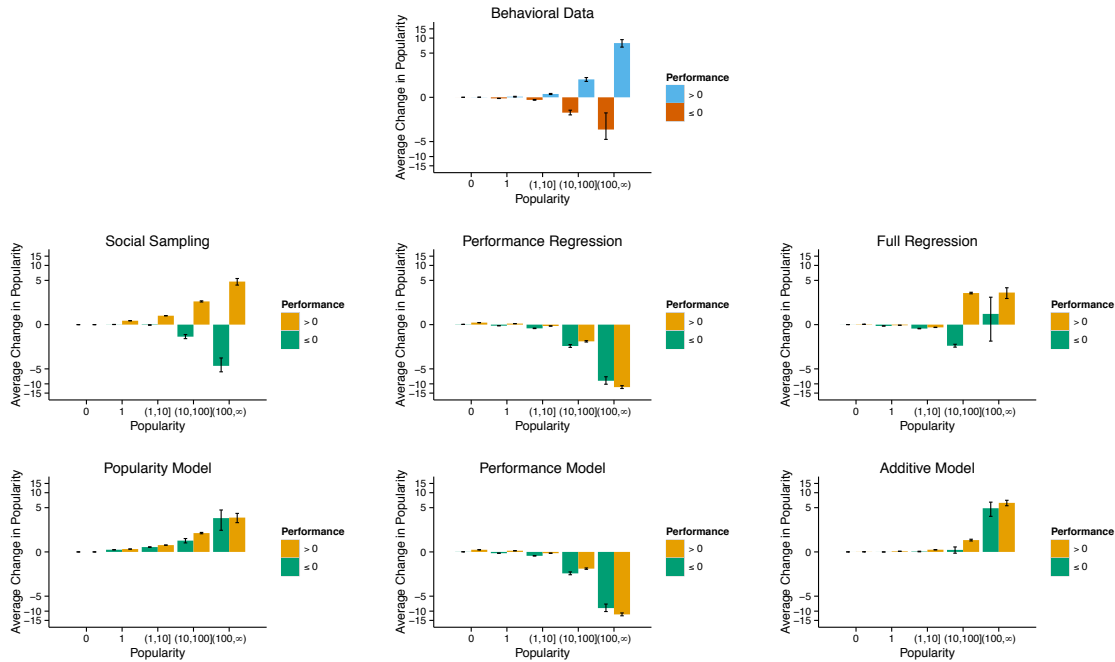 Behavioral Data
Average Change in Popularity
15
10
5
0
−5
−10
−15
0 1 (1,10] (10,100] (100,∞)
Popularity
Performance
> 0
≤ 0
Social Sampling
Average Change in Popularity
15
10
5
0
−5
−10
−15
0 1 (1,10] (10,100] (100,∞)
Popularity
Performance
> 0
≤ 0
Performance Regression
Average Change in Popularity
15
10
5
0
−5
−10
−15
0 1 (1,10] (10,100] (100,∞)
Popularity
Performance
> 0
≤ 0
Full Regression
Average Change in Popularity
15
10
5
0
−5
−10
−15
0 1 (1,10] (10,100] (100,∞)
Popularity
Performance
> 0
≤ 0
Popularity Model
Average Change in Popularity
15
10
5
0
−5
−10
−15
0 1 (1,10] (10,100] (100,∞)
Popularity
Performance
> 0
≤ 0
Performance Model
Average Change in Popularity
15
10
5
0
−5
−10
−15
0 1 (1,10] (10,100] (100,∞)
Popularity
Performance
> 0
≤ 0
Additive Model
Average Change in Popularity
15
10
5
0
−5
−10
−15
0 1 (1,10] (10,100] (100,∞)
Popularity
Performance
> 0
≤ 0